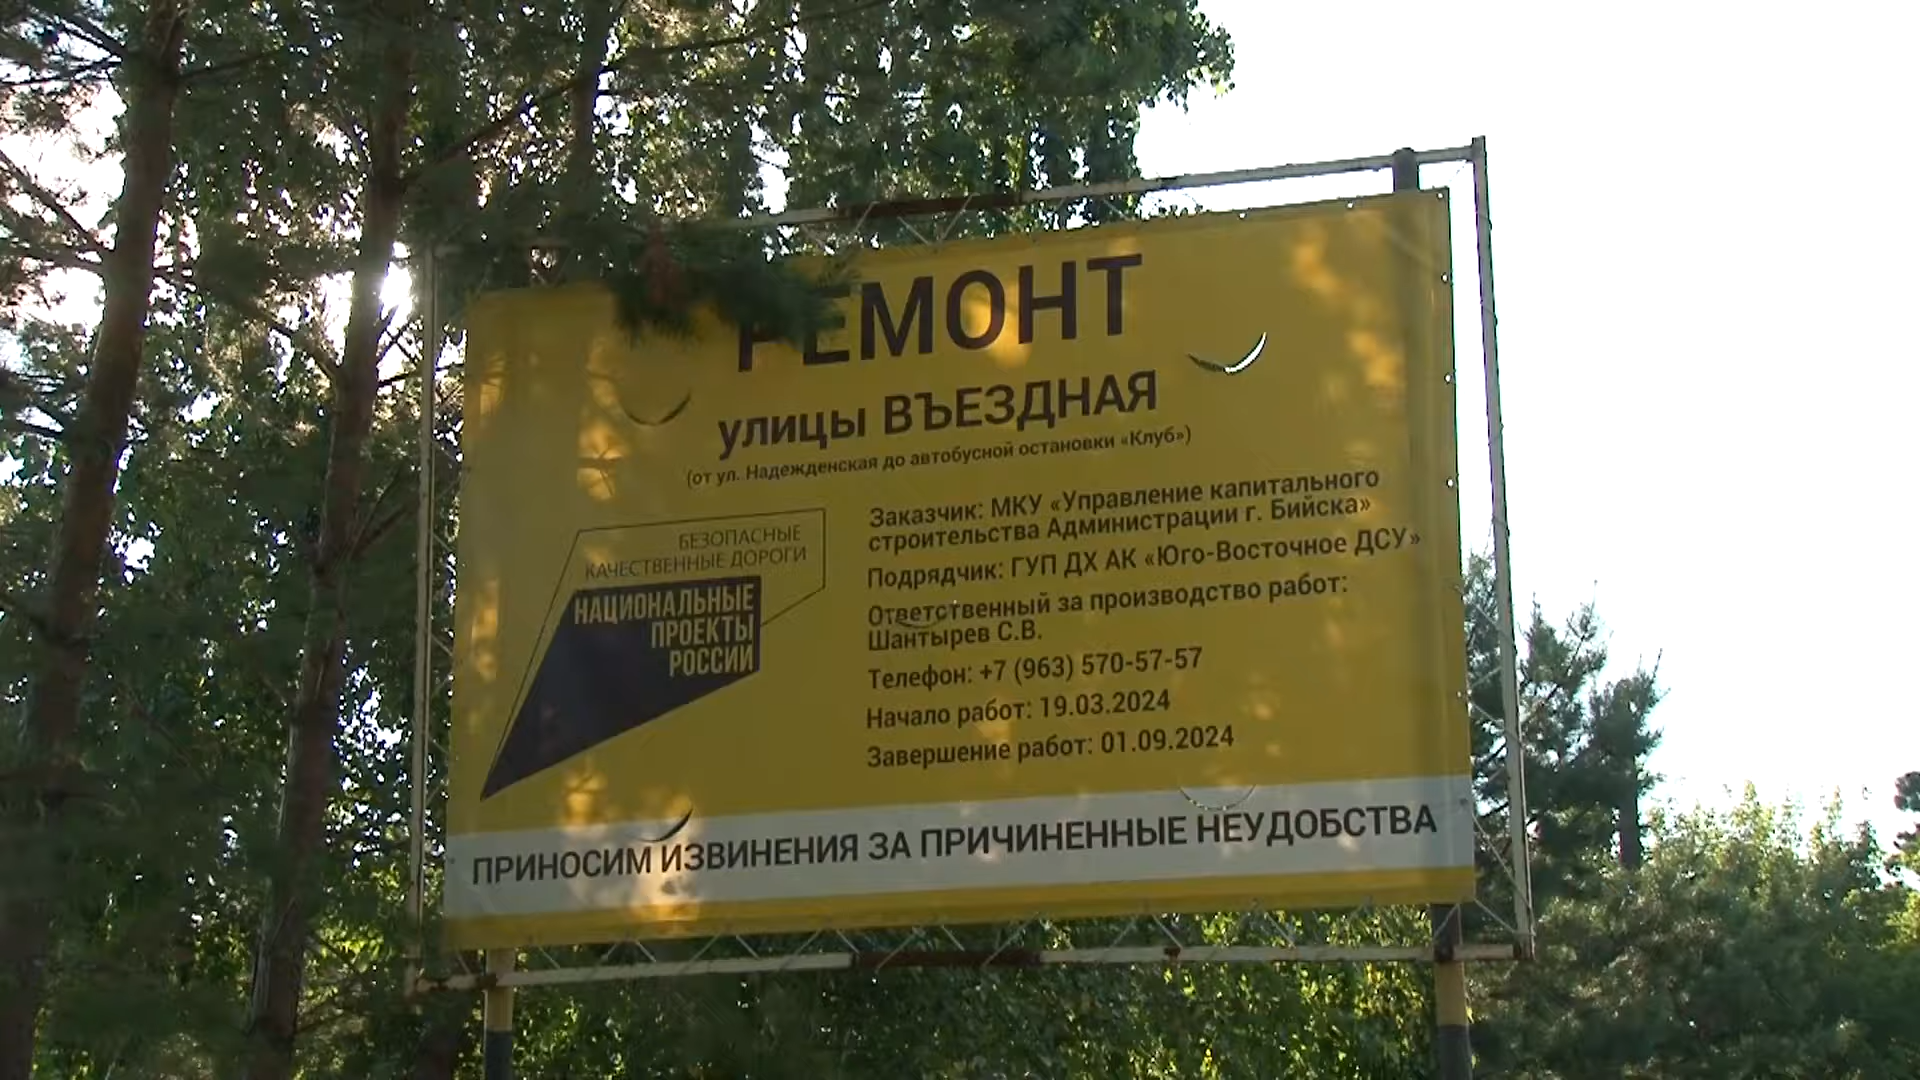 РЕМОНТ
улицы ВЪЕЗДНАЯ
(от ул. Надежденская до автобусной остановки «Клуб»)
БЕЗОПАСНЫЕ
КАЧЕСТВЕННЫЕ ДОРОГИ
НАЦИОНАЛЬНЫЕ
ПРОЕКТЫ
РОССИИ
Заказчик: МКУ «Управление капитального
строительства Администрации г. Бийска»
Подрядчик: ГУП ДХ АК «Юго-Восточное ДСУ»
Ответственный за производство работ:
Шантырев С.В.
Телефон: +7 (963) 570-57-57
Начало работ: 19.03.2024
Завершение работ: 01.09.2024
ПРИНОСИМ ИЗВИНЕНИЯ ЗА ПРИЧИНЕННЫЕ НЕУДОБСТВА